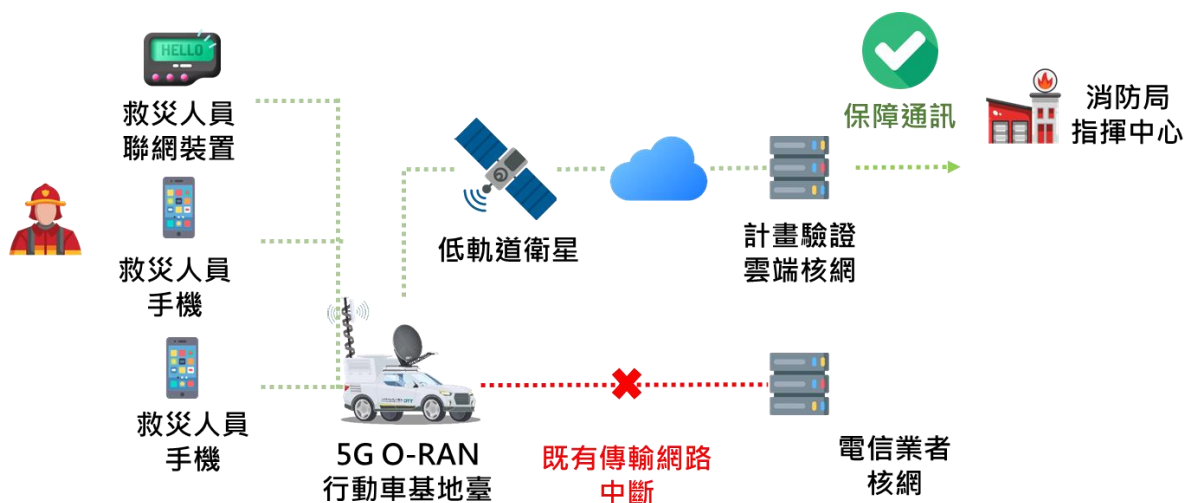 HELLO
救災人員
聯網裝置
救災人員
手機
救災人員
手機
5G O-RAN
行動車基地臺
低軌道衛星
計畫驗證
雲端核網
保障通訊
消防局
指揮中心
既有傳輸網路
中斷
電信業者
核網